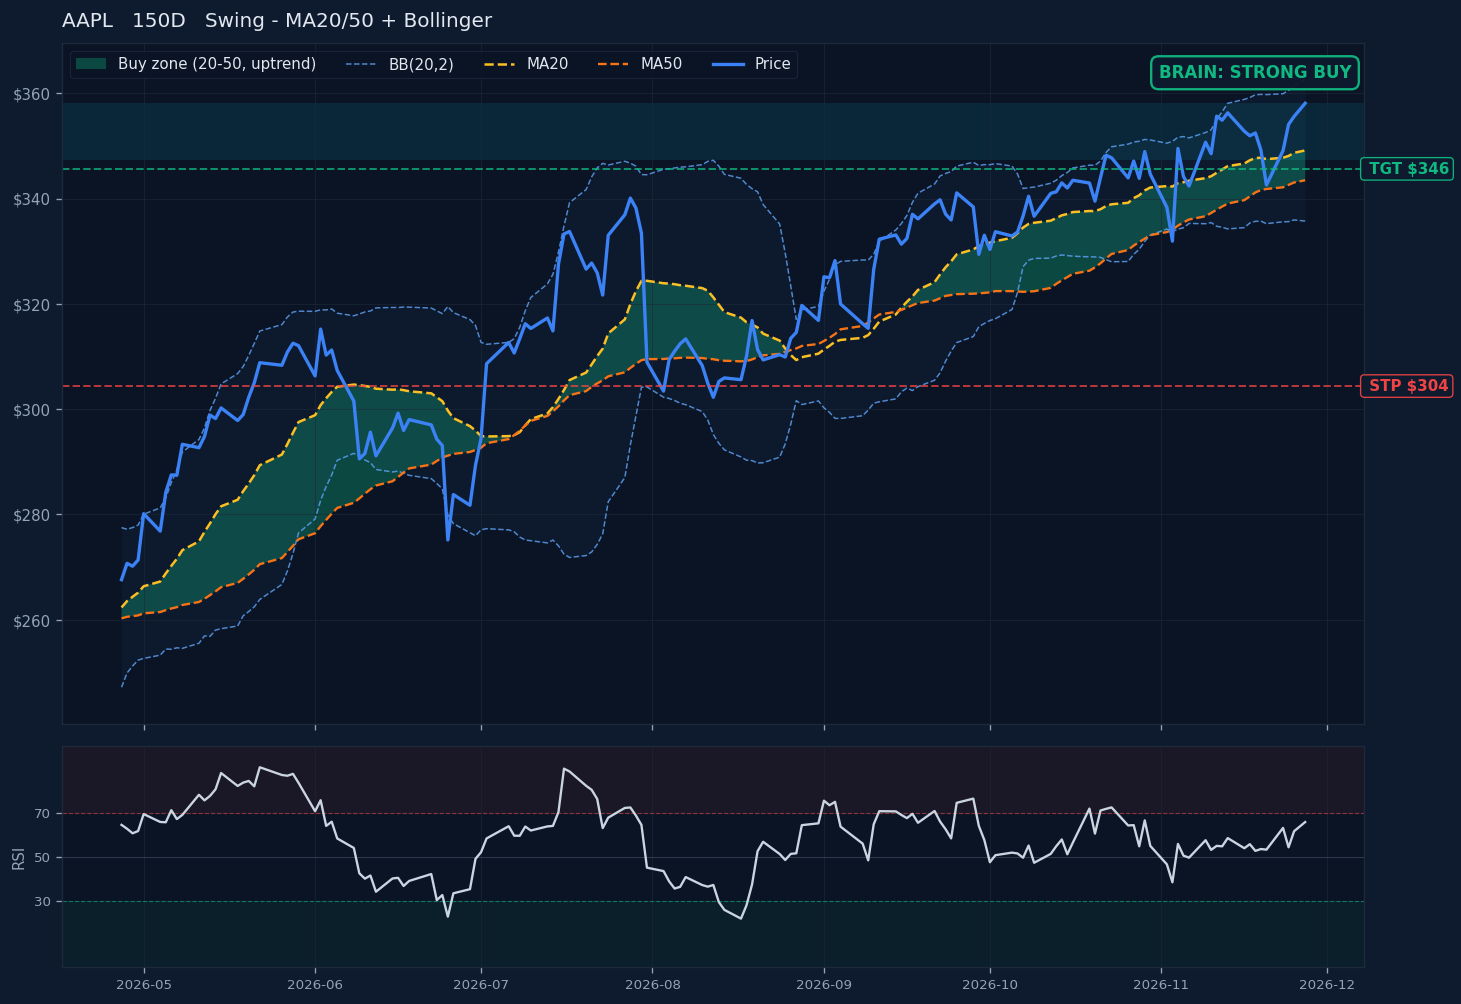 AAPL 150D Swing - MA20/50 + Bollinger
Buy zone (20-50, uptrend) BB(20,2) MA20 MA50 Price
BRAIN: STRONG BUY
$360
TGT $346
$340
$320
STP $304
$300
$280
$260
70
50
30
RSI
2026-05 2026-06 2026-07 2026-08 2026-09 2026-10 2026-11 2026-12